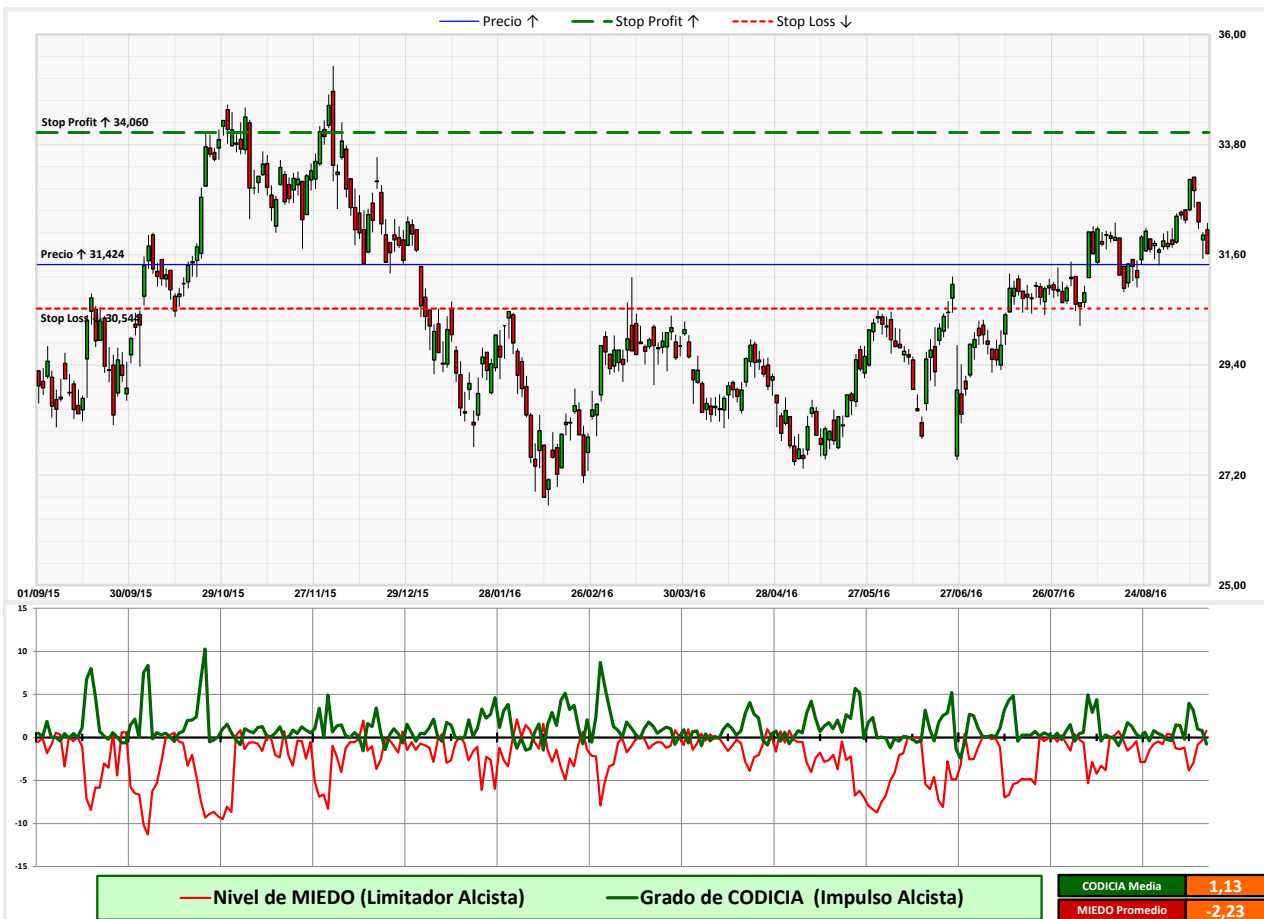 Precio ↑
Stop Profit ↑
Stop Loss ↓
36,00
Stop Profit ↑ 34,060
33,80
Precio ↑ 31,424
31,60
Stop Loss ↓ 30,544
29,40
27,20
25,00
01/09/15 30/09/15 29/10/15 27/11/15 29/12/15 28/01/16 26/02/16 30/03/16 28/04/16 27/05/16 27/06/16 26/07/16 24/08/16
15
10
5
0
-5
-10
-15
Nivel de MIEDO (Limitador Alcista)
Grado de CODICIA (Impulso Alcista)
CODICIA Media 1,13
MIEDO Promedio -2,23